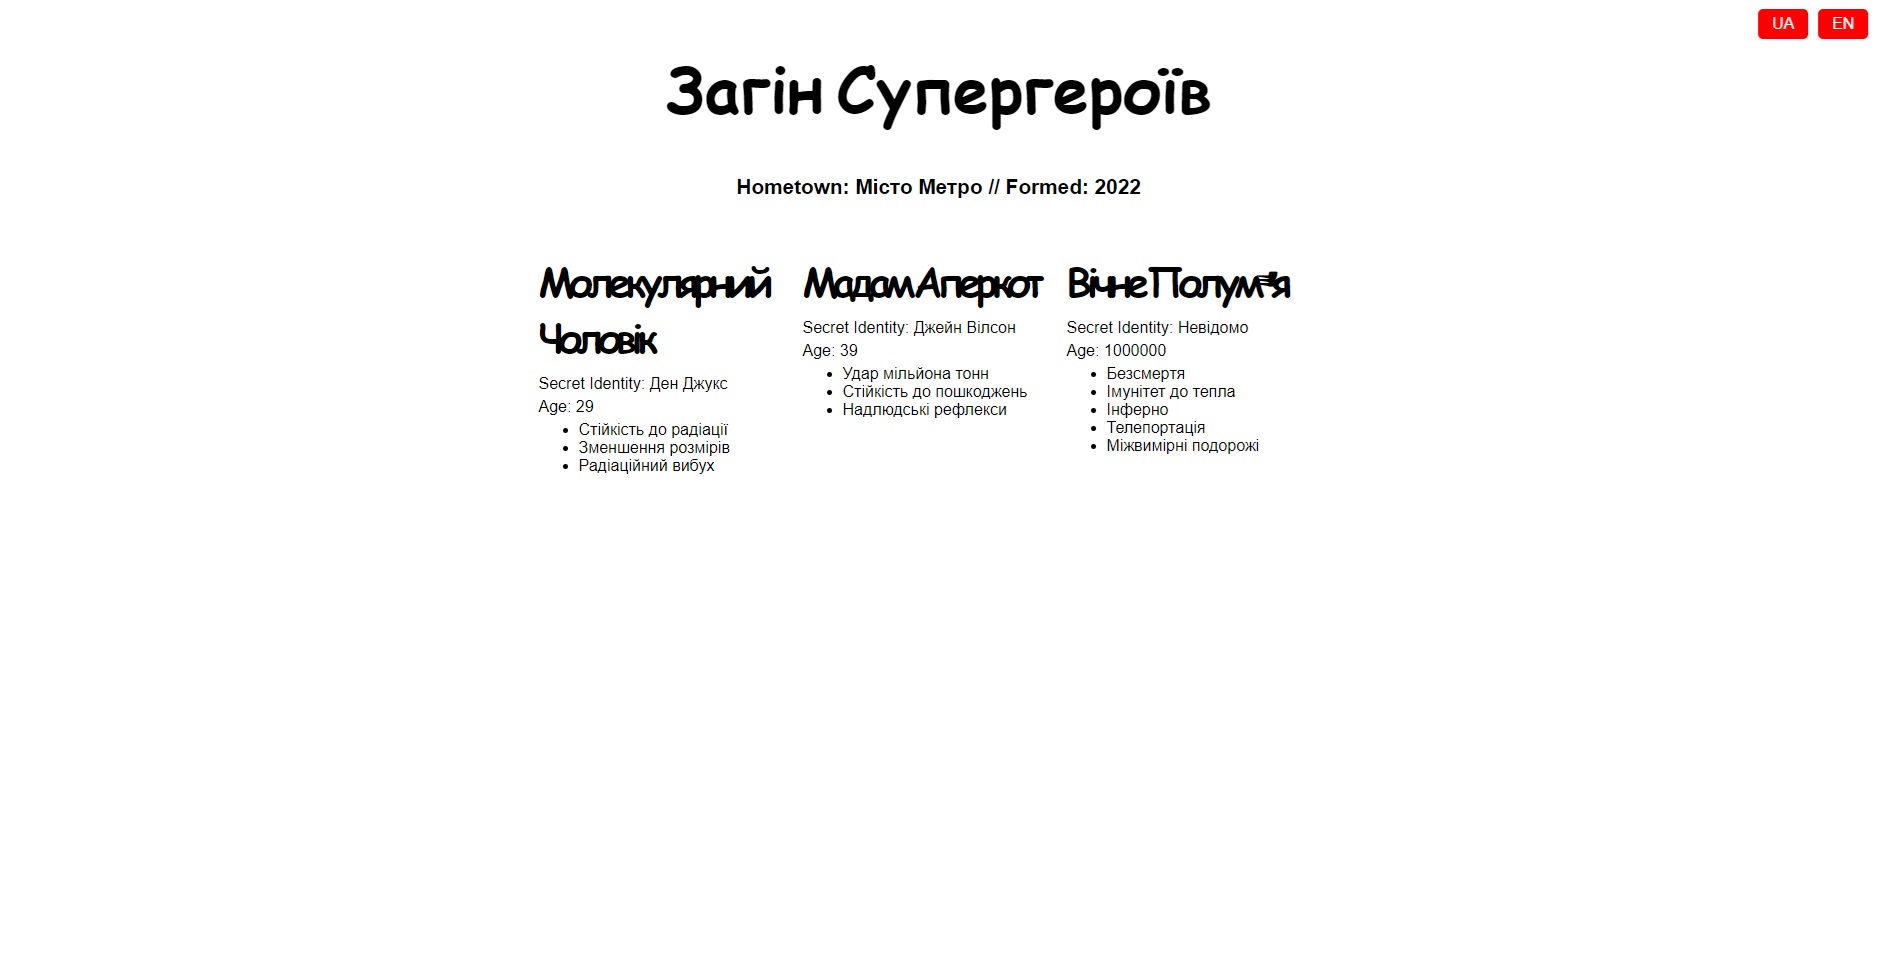 UA EN
Загін Супергероїв
Hometown: Місто Метро // Formed: 2022
Молекулярний
Чоловік
Secret Identity: Ден Джукс
Age: 29
Стійкість до радіації
Зменшення розмірів
Радіаційний вибух
Мадам Аперкот
Secret Identity: Джейн Вілсон
Age: 39
Удар мільйона тонн
Стійкість до пошкоджень
Надлюдські рефлекси
Вічне Полум'я
Secret Identity: Невідомо
Age: 1000000
Безсмертя
Імунітет до тепла
Інферно
Телепортація
Міжвимірні подорожі